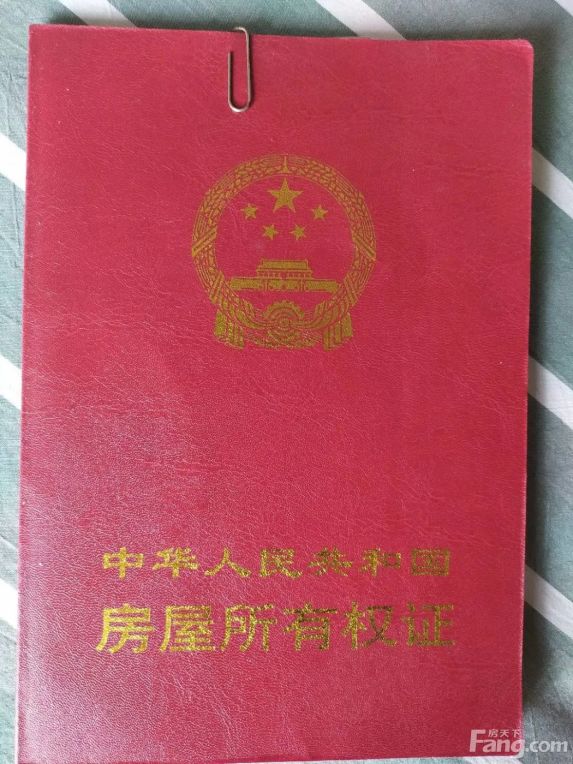 中华人民共和国
房屋所有权证
房天下
Fang.com